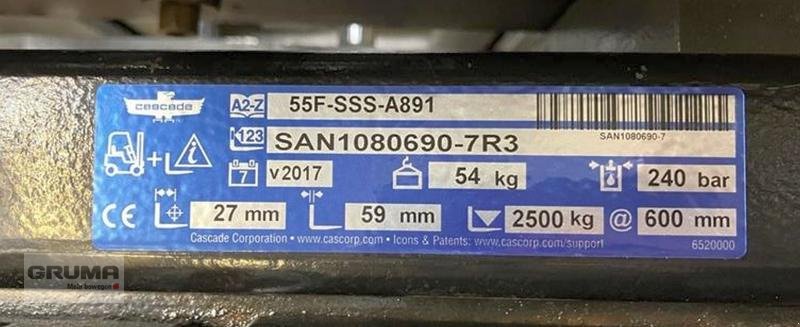 cascade
A2-Z 55F-SSS-A891
123 SAN1080690-7R3
SAN1080690-7
7 v2017 54 kg 240 bar
CE 27 mm 59 mm 2500 kg @ 600 mm
Cascade Corporation • www.cascorp.com • Icons & Patents: www.cascorp.com/support 6520000
GRUMA
Mehr bewegen